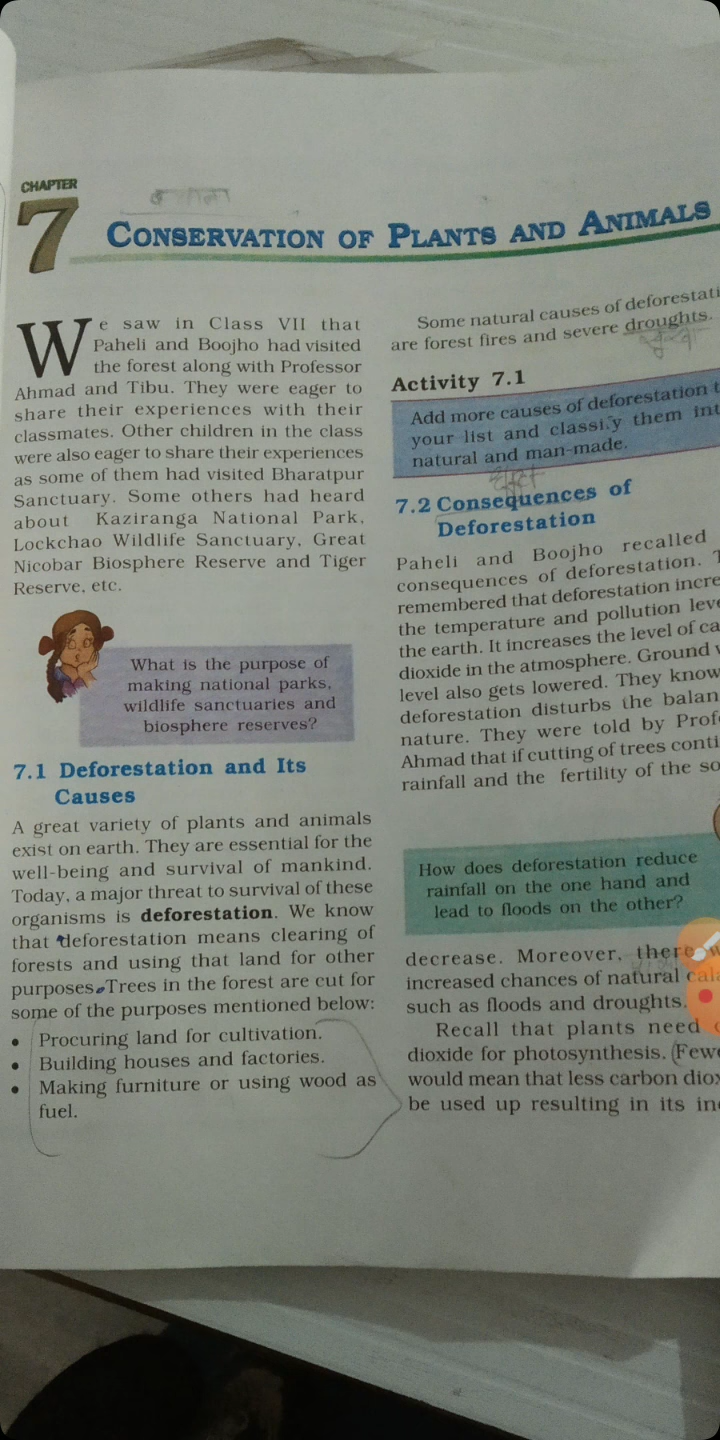 CHAPTER
7 CONSERVATION OF PLANTS AND ANIMALS
We saw in Class VII that
Paheli and Boojho had visited
the forest along with Professor
Ahmad and Tibu. They were eager to
share their experiences with their
classmates. Other children in the class
were also eager to share their experiences
as some of them had visited Bharatpur
Sanctuary. Some others had heard
about Kaziranga National Park,
Lockchao Wildlife Sanctuary, Great
Nicobar Biosphere Reserve and Tiger
Reserve, etc.
What is the purpose of
making national parks,
wildlife sanctuaries and
biosphere reserves?
7.1 Deforestation and Its
Causes
A great variety of plants and animals
exist on earth. They are essential for the
well-being and survival of mankind.
Today, a major threat to survival of these
organisms is deforestation. We know
that deforestation means clearing of
forests and using that land for other
purposes. Trees in the forest are cut for
some of the purposes mentioned below:
• Procuring land for cultivation.
• Building houses and factories.
• Making furniture or using wood as
fuel.
Some natural causes of deforestati
are forest fires and severe droughts.
Activity 7.1
Add more causes of deforestation t
your list and classify them int
natural and man-made.
7.2 Consequences of
Deforestation
Paheli and Boojho recalled
consequences of deforestation. T
remembered that deforestation incre
the temperature and pollution leve
the earth. It increases the level of ca
dioxide in the atmosphere. Ground w
level also gets lowered. They know
deforestation disturbs the balan
nature. They were told by Prof
Ahmad that if cutting of trees conti
rainfall and the fertility of the so
How does deforestation reduce
rainfall on the one hand and
lead to floods on the other?
decrease. Moreover, there w
increased chances of natural cala
such as floods and droughts.
Recall that plants need c
dioxide for photosynthesis. (Fewe
would mean that less carbon diox
be used up resulting in its in